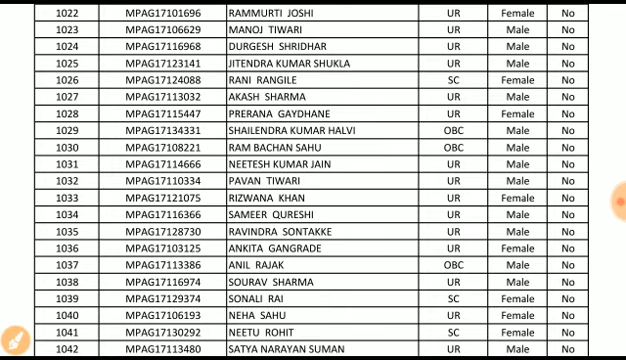 1022 MPAG17101696 RAMMURTI JOSHI UR Female No
1023 MPAG17106629 MANOJ TIWARI UR Male No
1024 MPAG17116968 DURGESH SHRIDHAR UR Male No
1025 MPAG17123141 JITENDRA KUMAR SHUKLA UR Male No
1026 MPAG17124088 RANI RANGILE SC Female No
1027 MPAG17113032 AKASH SHARMA UR Male No
1028 MPAG17115447 PRERANA GAYDHANE UR Female No
1029 MPAG17134331 SHAILENDRA KUMAR HALVI OBC Male No
1030 MPAG17108221 RAM BACHAN SAHU OBC Male No
1031 MPAG17114666 NEETESH KUMAR JAIN UR Male No
1032 MPAG17110334 PAVAN TIWARI UR Male No
1033 MPAG17121075 RIZWANA KHAN UR Female No
1034 MPAG17116366 SAMEER QURESHI UR Male No
1035 MPAG17128730 RAVINDRA SONTAKKE UR Male No
1036 MPAG17103125 ANKITA GANGRADE UR Female No
1037 MPAG17113386 ANIL RAJAK OBC Male No
1038 MPAG17116974 SOURAV SHARMA UR Male No
1039 MPAG17129374 SONALI RAI SC Female No
1040 MPAG17106193 NEHA SAHU UR Female No
1041 MPAG17130292 NEETU ROHIT SC Female No
1042 MPAG17113480 SATYA NARAYAN SUMAN UR Male No